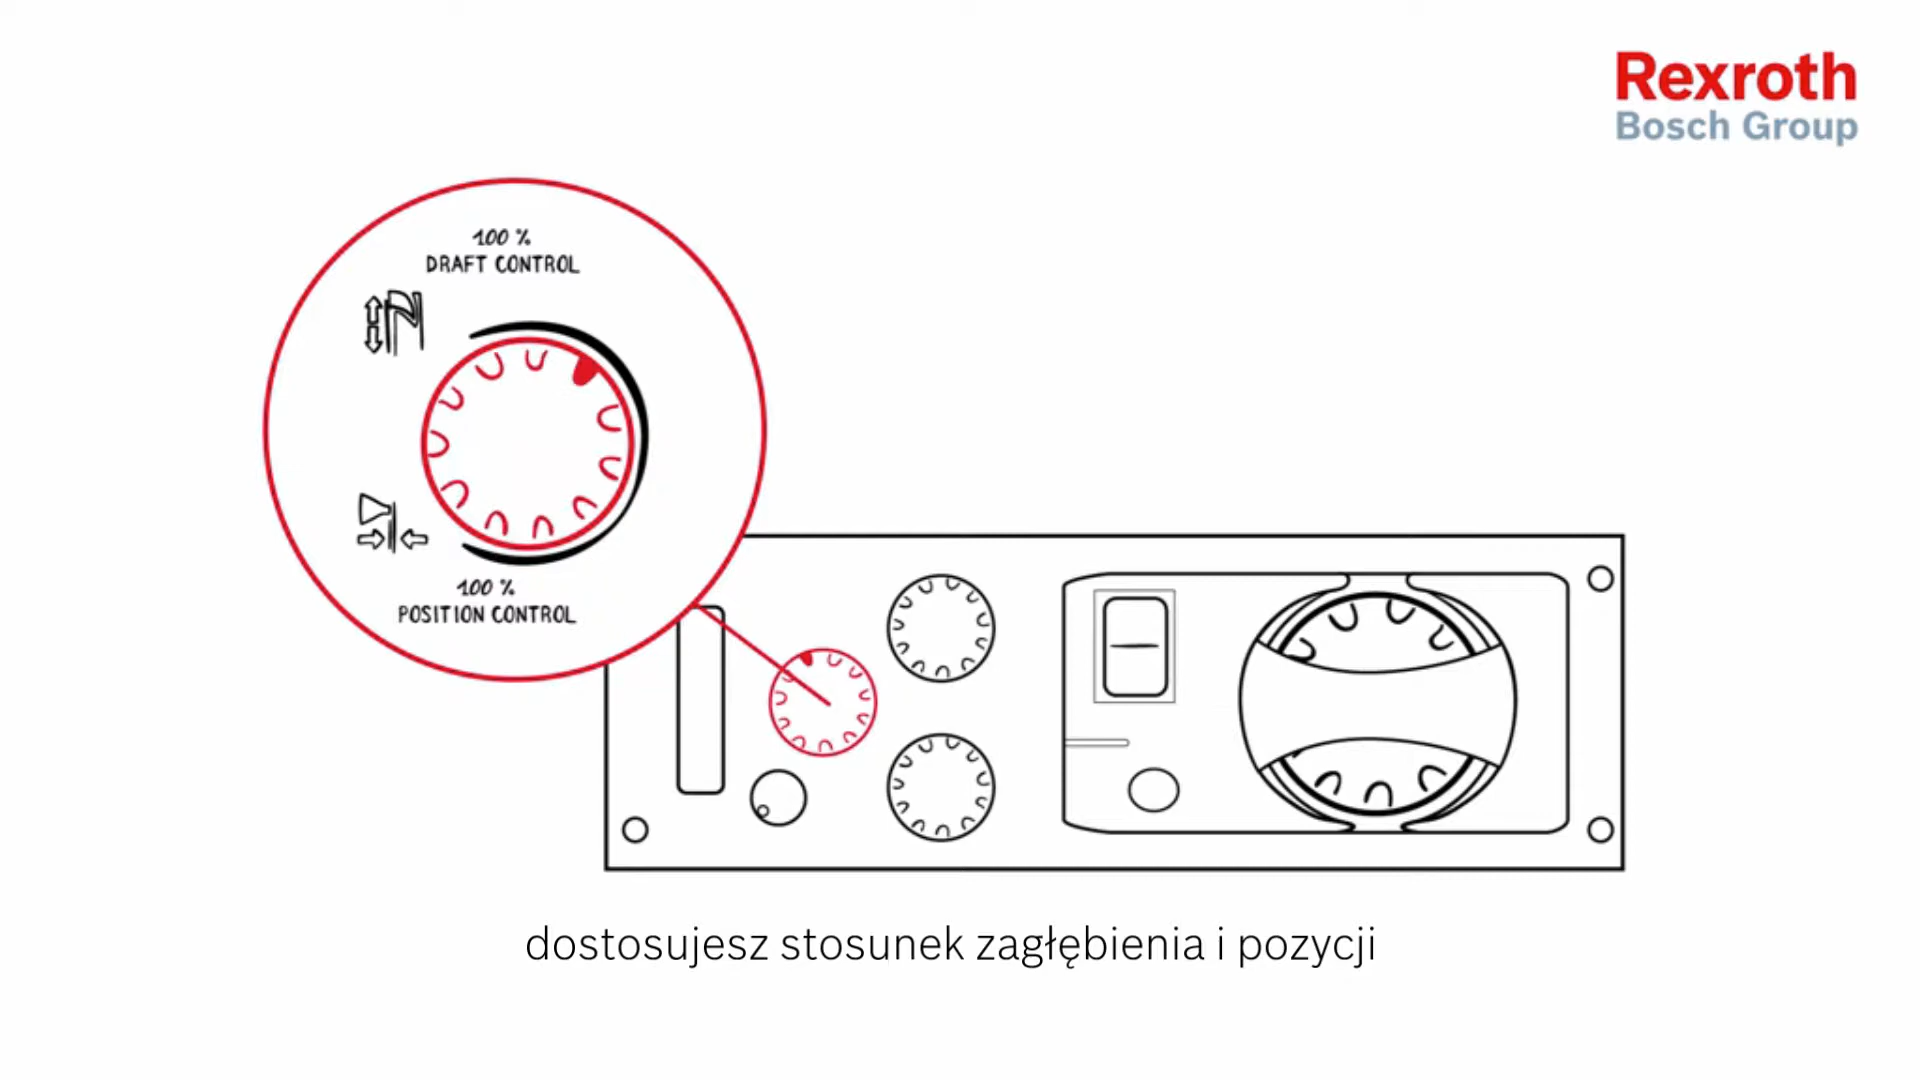 Rexroth
Bosch Group
100 %
DRAFT CONTROL
100 %
POSITION CONTROL
dostosujesz stosunek zagłębienia i pozycji